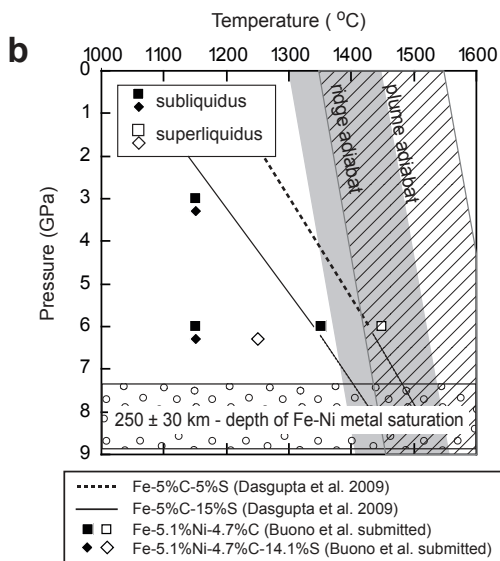 Temperature ( °C)
b
1000 1100 1200 1300 1400 1500 1600
0
1
2
3
4
5
6
7
8
9
Pressure (GPa)
subliquidus
superliquidus
ridge adiabat
plume adiabat
250 ± 30 km - depth of Fe-Ni metal saturation
Fe-5%C-5%S (Dasgupta et al. 2009)
Fe-5%C-15%S (Dasgupta et al. 2009)
Fe-5.1%Ni-4.7%C (Buono et al. submitted)
Fe-5.1%Ni-4.7%C-14.1%S (Buono et al. submitted)